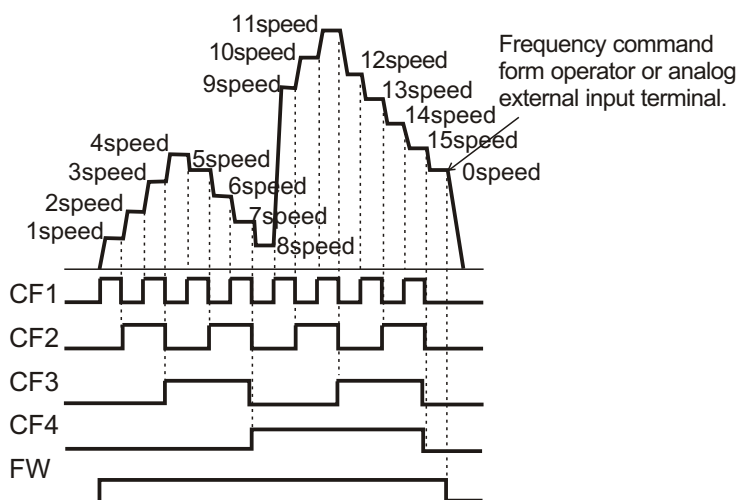 11speed
10speed
9speed
12speed
13speed
14speed
15speed
0speed
Frequency command
form operator or analog
external input terminal.
4speed
3speed
2speed
1speed
5speed
6speed
7speed
8speed
CF1
CF2
CF3
CF4
FW